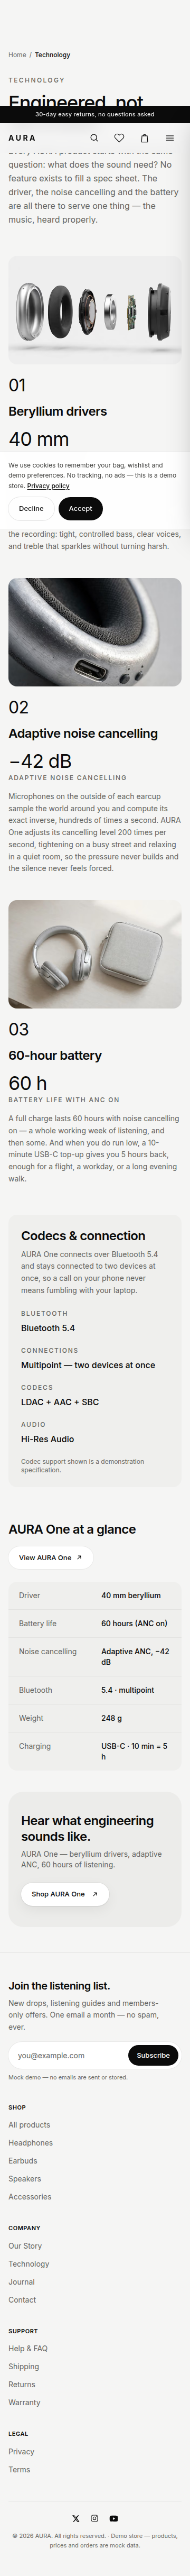 Home / Technology
TECHNOLOGY
Engineered, not
30-day easy returns, no questions asked
AURA
question: what does the sound need? No
feature exists to fill a spec sheet. The
driver, the noise cancelling and the battery
are all there to serve one thing — the
music, heard properly.
01
Beryllium drivers
40 mm
We use cookies to remember your bag, wishlist and
demo preferences. No tracking, no ads — this is a demo
store. Privacy policy
Decline
Accept
the recording: tight, controlled bass, clear voices,
and treble that sparkles without turning harsh.
02
Adaptive noise cancelling
−42 dB
ADAPTIVE NOISE CANCELLING
Microphones on the outside of each earcup
sample the world around you and compute its
exact inverse, hundreds of times a second. AURA
One adjusts its cancelling level 200 times per
second, tightening on a busy street and relaxing
in a quiet room, so the pressure never builds and
the silence never feels forced.
03
60-hour battery
60 h
BATTERY LIFE WITH ANC ON
A full charge lasts 60 hours with noise cancelling
on — a whole working week of listening, and
then some. And when you do run low, a 10-
minute USB-C top-up gives you 5 hours back,
enough for a flight, a workday, or a long evening
walk.
Codecs & connection
AURA One connects over Bluetooth 5.4
and stays connected to two devices at
once, so a call on your phone never
means fumbling with your laptop.
BLUETOOTH
Bluetooth 5.4
CONNECTIONS
Multipoint — two devices at once
CODECS
LDAC + AAC + SBC
AUDIO
Hi-Res Audio
Codec support shown is a demonstration
specification.
AURA One at a glance
View AURA One
Driver 40 mm beryllium
Battery life 60 hours (ANC on)
Noise cancelling Adaptive ANC, −42
dB
Bluetooth 5.4 · multipoint
Weight 248 g
Charging USB-C · 10 min = 5
h
Hear what engineering
sounds like.
AURA One — beryllium drivers, adaptive
ANC, 60 hours of listening.
Shop AURA One
Join the listening list.
New drops, listening guides and members-
only offers. One email a month — no spam,
ever.
you@example.com
Subscribe
Mock demo — no emails are sent or stored.
SHOP
All products
Headphones
Earbuds
Speakers
Accessories
COMPANY
Our Story
Technology
Journal
Contact
SUPPORT
Help & FAQ
Shipping
Returns
Warranty
LEGAL
Privacy
Terms
© 2026 AURA. All rights reserved. · Demo store — products,
prices and orders are mock data.